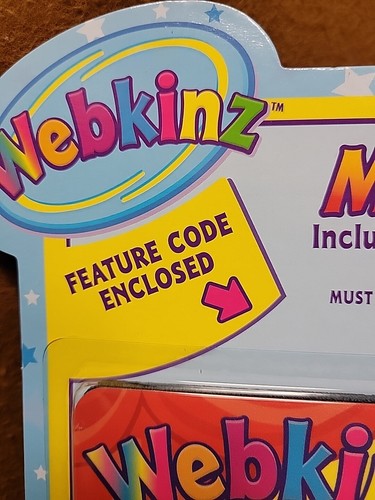 Webkinz™
M
Inclu
FEATURE CODE
ENCLOSED
MUST
Webki